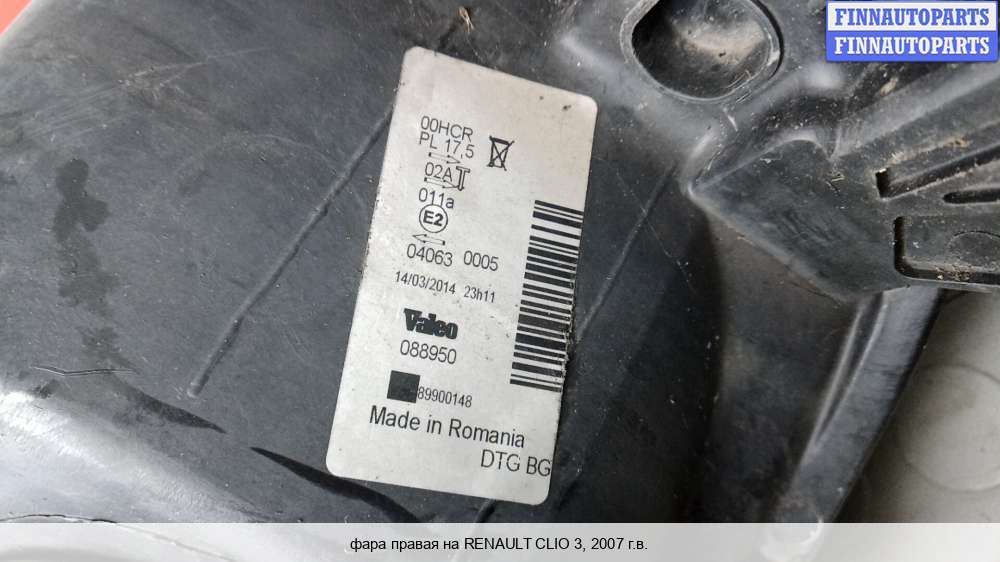 FINNAUTOPARTS
FINNAUTOPARTS
00HCR
PL 17,5
02A
011a
E2
04063 0005
14/03/2014 23h11
Valeo
088950
89900148
Made in Romania
DTG BG
фара правая на RENAULT CLIO 3, 2007 г.в.